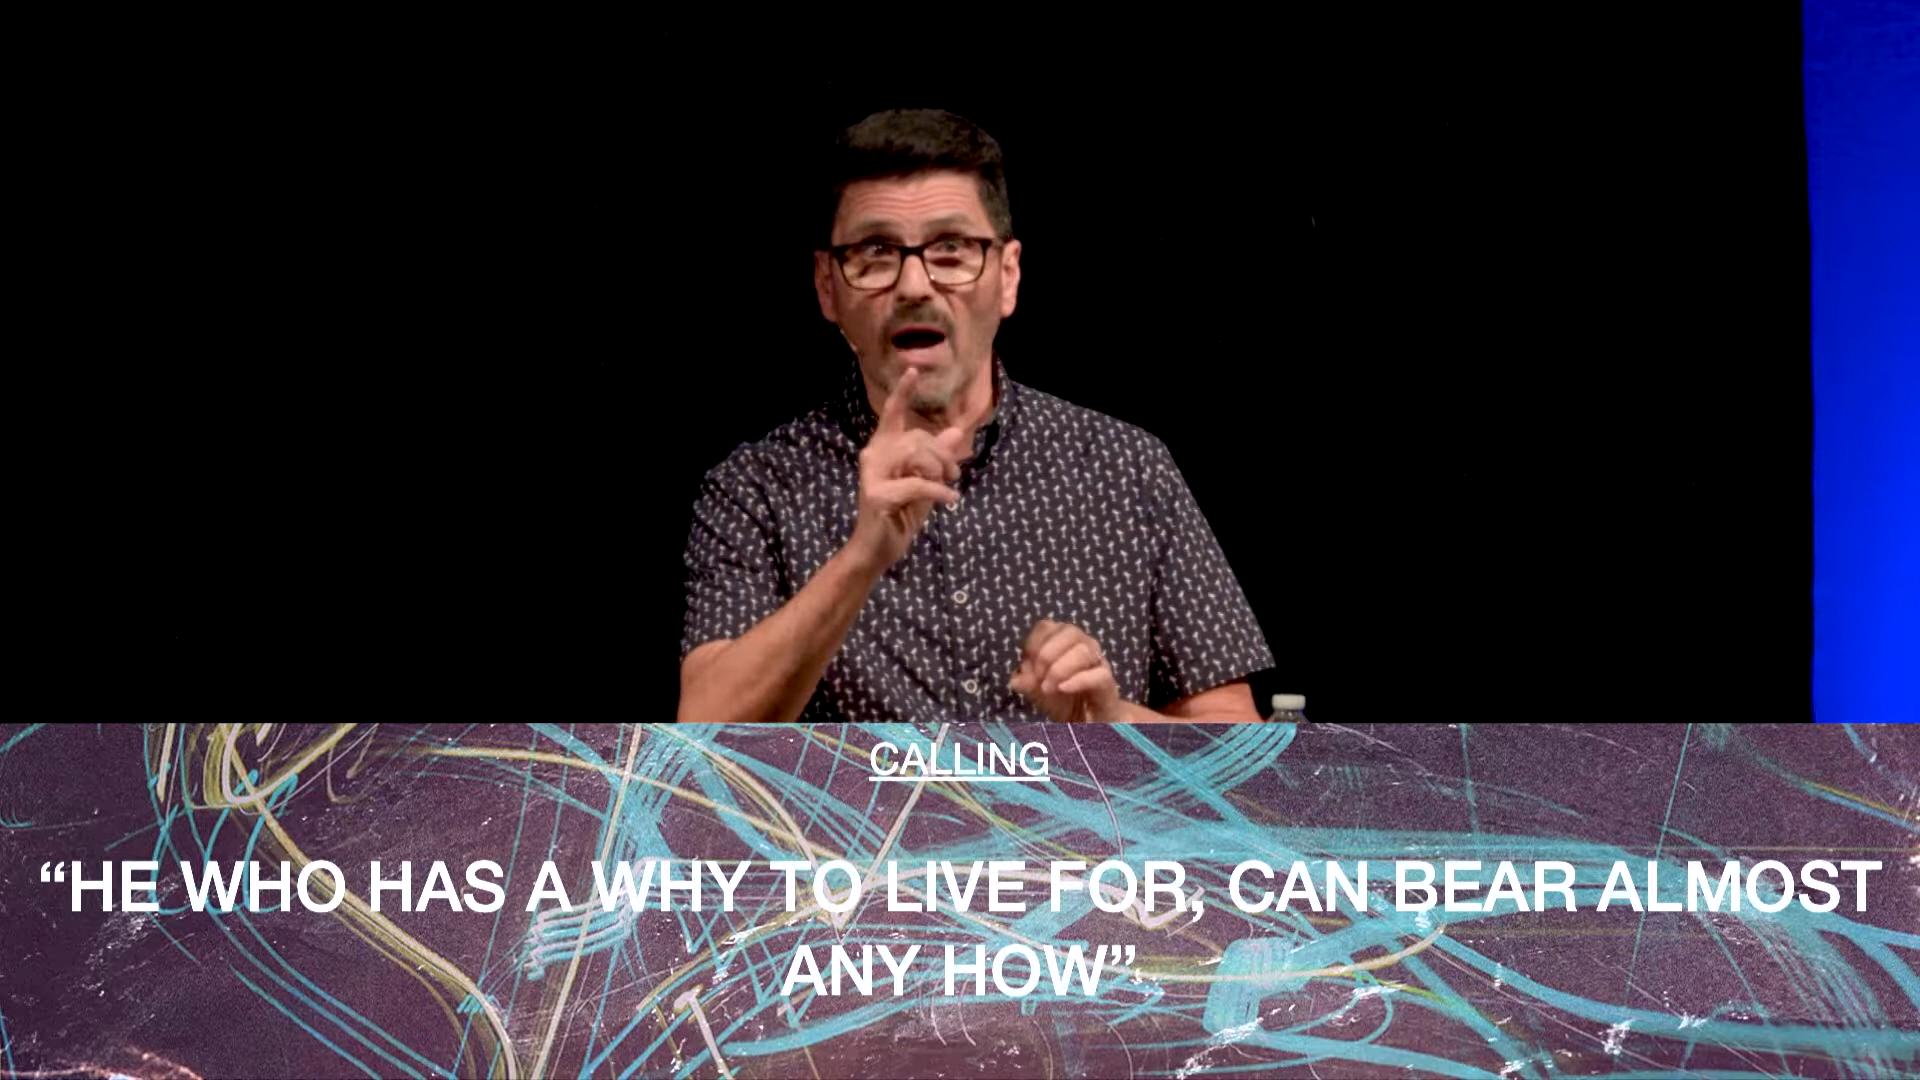 CALLING
“HE WHO HAS A WHY TO LIVE FOR, CAN BEAR ALMOST
ANY HOW”